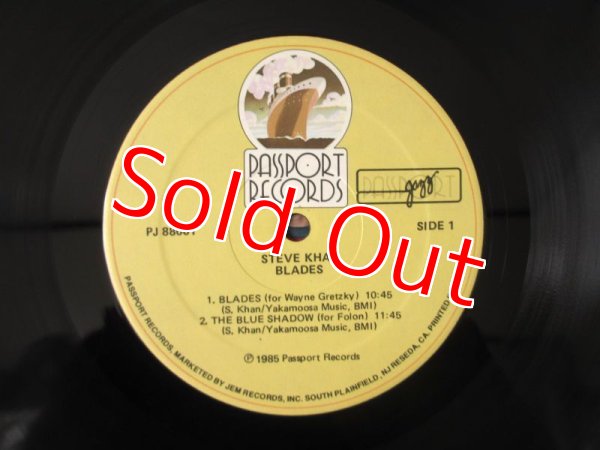 PASSPORT
RECORDS
PASSPORT
jazz
Sold Out
SIDE 1
STEVE KHA
BLADES
1. BLADES (for Wayne Gretzky) 10:45
(S. Khan/Yakamoosa Music, BMI)
2. THE BLUE SHADOW (for Folon) 11:45
(S. Khan/Yakamoosa Music, BMI)
℗ 1985 Passport Records
PASSPORT RECORDS, MARKETED BY JEM RECORDS, INC. SOUTH PLAINFIELD, NJ RESEDA, CA. PRINTED